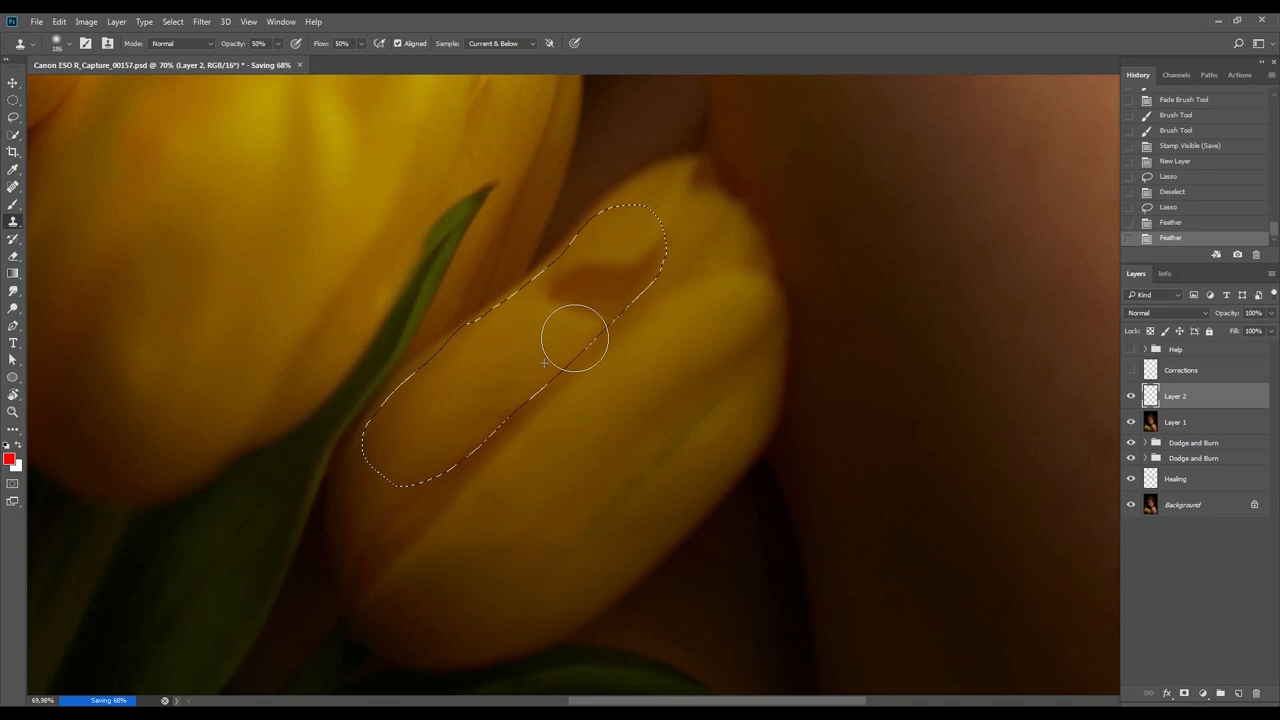 Ps File Edit Image Layer Type Select Filter 3D View Window Help
186 Mode: Normal Opacity: 50% Flow: 50% Aligned Sample: Current & Below
Canon ESO R_Capture_00157.psd @ 70% (Layer 2, RGB/16*) * - Saving 68%
History Channels Paths Actions
Fade Brush Tool
Brush Tool
Brush Tool
Stamp Visible (Save)
New Layer
Lasso
Deselect
Lasso
Feather
Feather
Layers Info
Kind
Normal Opacity: 100%
Lock: Fill: 100%
Help
Corrections
Layer 2
Layer 1
Dodge and Burn
Dodge and Burn
Healing
Background
69,98% Saving 68%